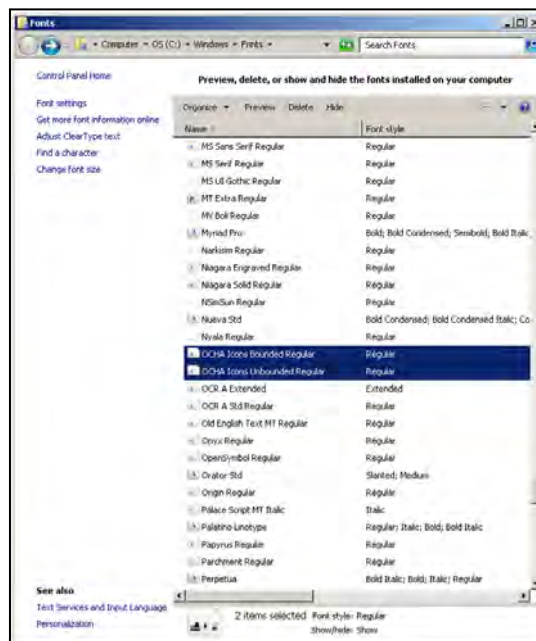 Fonts
Computer OS (C:) Windows Fonts Search Fonts
Control Panel Home
Font settings
Get more font information online
Adjust ClearType text
Find a character
Change font size
See also
Text Services and Input Language
Personalization
Preview, delete, or show and hide the fonts installed on your computer
Organize Preview Delete Hide
Name Font style
MS Sans Serif Regular Regular
MS Serif Regular Regular
MS UI Gothic Regular Regular
MT Extra Regular Regular
MV Boli Regular Regular
Myriad Pro Bold; Bold Condensed; Semibold; Bold Italic
Narkisim Regular Regular
Niagara Engraved Regular Regular
Niagara Solid Regular Regular
NSimSun Regular Regular
Nueva Std Bold Condensed; Bold Condensed Italic; Co
Nyala Regular Regular
OCHA Icons Bounded Regular Regular
OCHA Icons Unbounded Regular Regular
OCR A Extended Extended
OCR A Std Regular Regular
Old English Text MT Regular Regular
Onyx Regular Regular
OpenSymbol Regular Regular
Orator Std Slanted; Medium
Origin Regular Regular
Palace Script MT Italic Italic
Palatino Linotype Regular; Italic; Bold; Bold Italic
Papyrus Regular Regular
Parchment Regular Regular
Perpetua Bold Italic; Bold; Italic; Regular
2 items selected Font style: Regular
Show/hide: Show